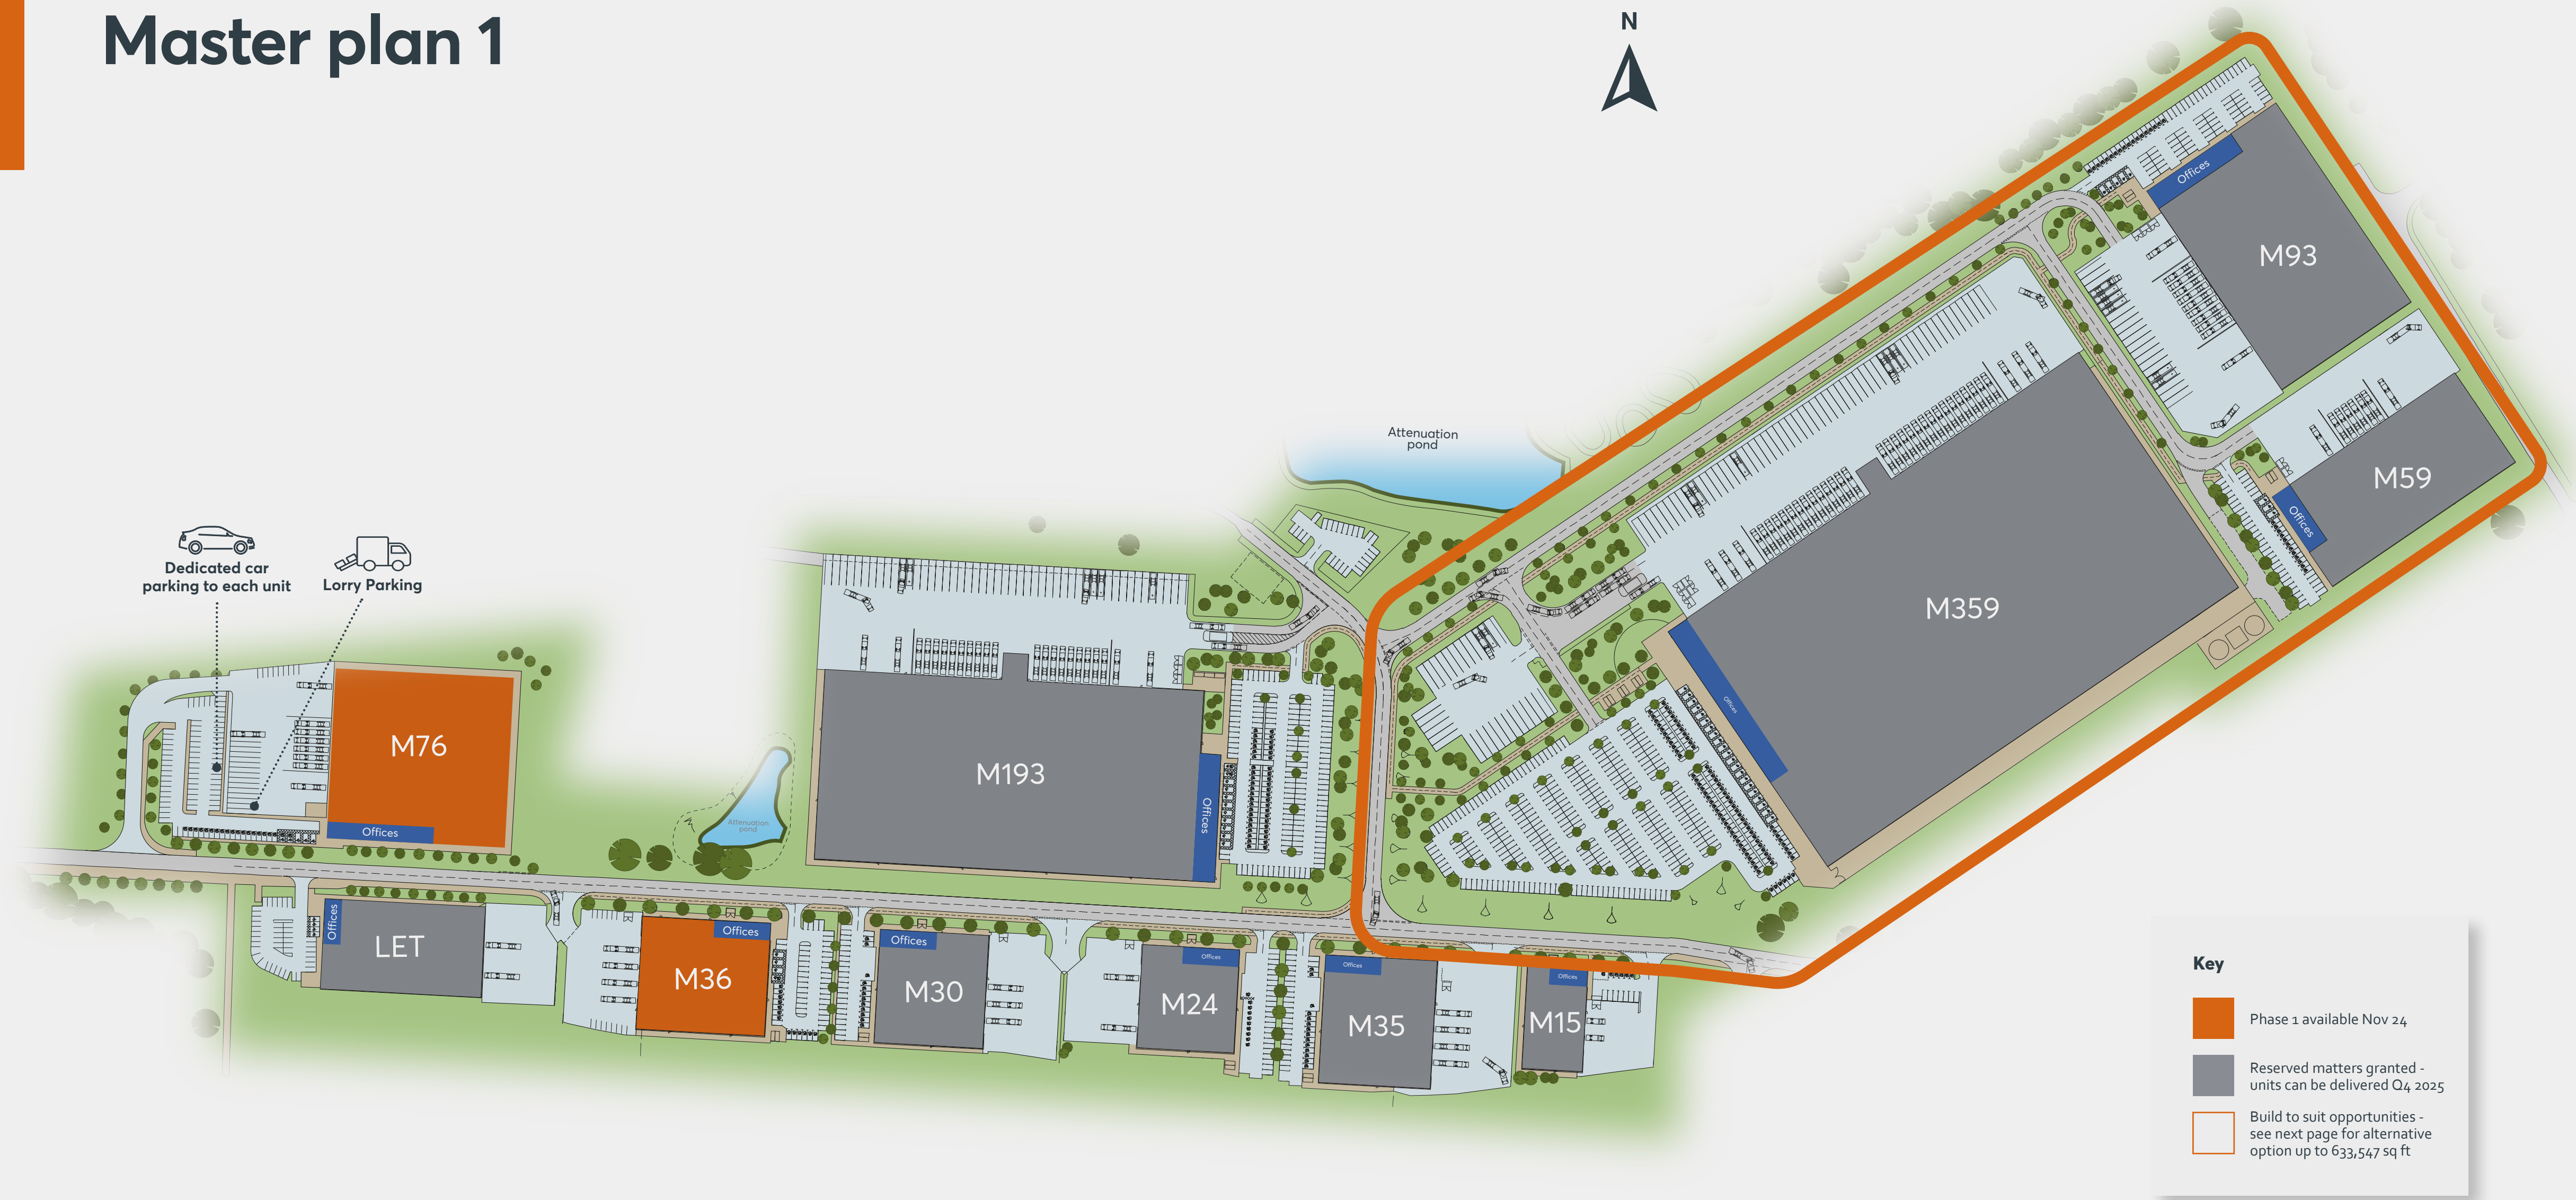 Master plan 1
N
Attenuation
pond
Dedicated car
parking to each unit
Lorry Parking
Offices
M93
M59
Offices
M359
Offices
M76
Offices
M193
Offices
Attenuation
pond
Offices
LET
Offices
M36
Offices
M30
Offices
M24
Offices
M35
Offices
M15
Key
Phase 1 available Nov 24
Reserved matters granted -
units can be delivered Q4 2025
Build to suit opportunities -
see next page for alternative
option up to 633,547 sq ft